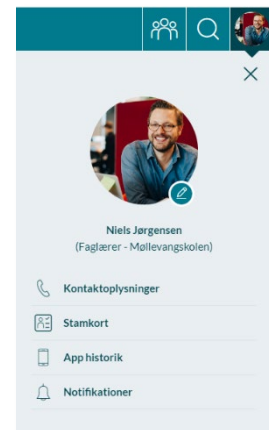 Niels Jørgensen
(Faglærer - Møllevangskolen)
Kontaktoplysninger
Stamkort
App historik
Notifikationer